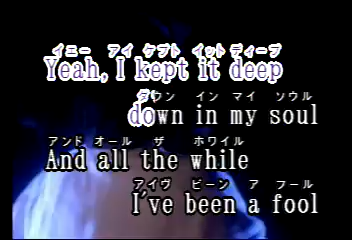 イェー アイ ケプト イット ディープ
Yeah, I kept it deep
ダウン イン マイ ソウル
down in my soul
アンド オール ザ ホワイル
And all the while
アイヴ ビーン ア フール
I've been a fool